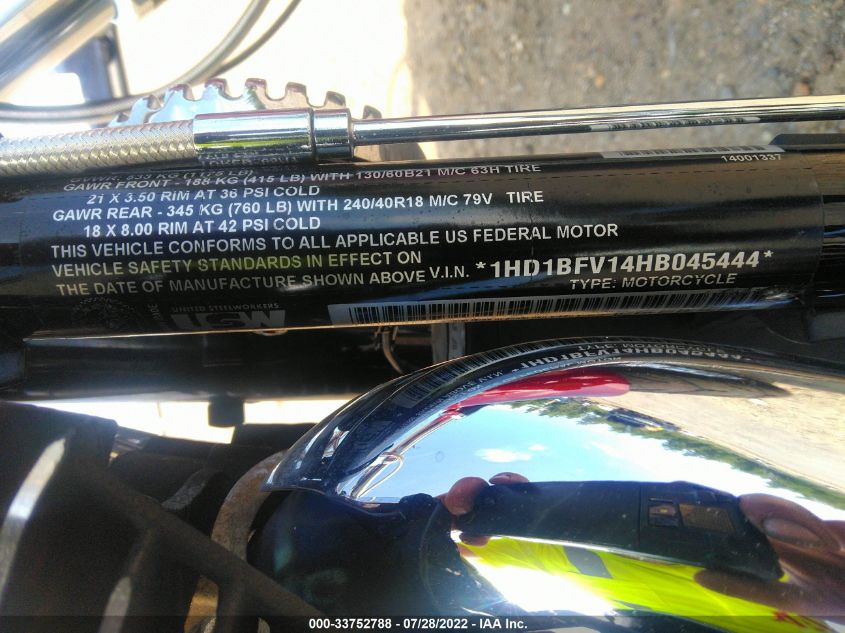 14001337
GAWR FRONT - 188 KG (415 LB) WITH 130/60B21 M/C 63H TIRE
21 X 3.50 RIM AT 36 PSI COLD
GAWR REAR - 345 KG (760 LB) WITH 240/40R18 M/C 79V TIRE
18 X 8.00 RIM AT 42 PSI COLD
THIS VEHICLE CONFORMS TO ALL APPLICABLE US FEDERAL MOTOR
VEHICLE SAFETY STANDARDS IN EFFECT ON
THE DATE OF MANUFACTURE SHOWN ABOVE V.I.N. *1HD1BFV14HB045444*
TYPE: MOTORCYCLE
UNITED STEELWORKERS
000-33752788 - 07/28/2022 - IAA Inc.